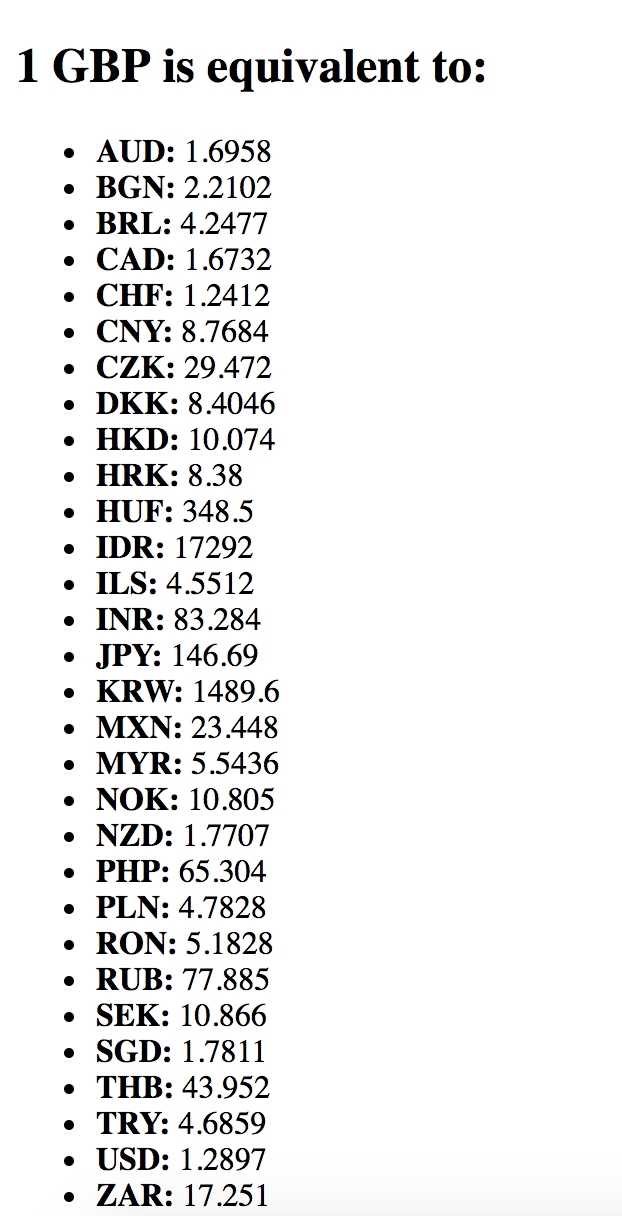 1 GBP is equivalent to:
• AUD: 1.6958
• BGN: 2.2102
• BRL: 4.2477
• CAD: 1.6732
• CHF: 1.2412
• CNY: 8.7684
• CZK: 29.472
• DKK: 8.4046
• HKD: 10.074
• HRK: 8.38
• HUF: 348.5
• IDR: 17292
• ILS: 4.5512
• INR: 83.284
• JPY: 146.69
• KRW: 1489.6
• MXN: 23.448
• MYR: 5.5436
• NOK: 10.805
• NZD: 1.7707
• PHP: 65.304
• PLN: 4.7828
• RON: 5.1828
• RUB: 77.885
• SEK: 10.866
• SGD: 1.7811
• THB: 43.952
• TRY: 4.6859
• USD: 1.2897
• ZAR: 17.251